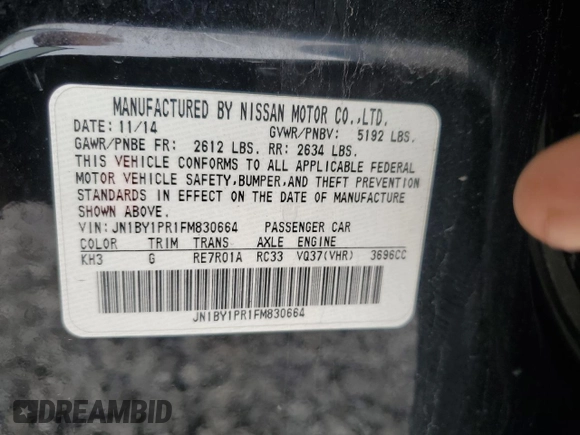 MANUFACTURED BY NISSAN MOTOR CO.,LTD.
DATE: 11/14 GVWR/PNBV: 5192 LBS.
GAWR/PNBE FR: 2612 LBS. RR: 2634 LBS.
THIS VEHICLE CONFORMS TO ALL APPLICABLE FEDERAL
MOTOR VEHICLE SAFETY,BUMPER,AND THEFT PREVENTION
STANDARDS IN EFFECT ON THE DATE OF MANUFACTURE
SHOWN ABOVE.
VIN: JN1BY1PR1FM830664 PASSENGER CAR
COLOR TRIM TRANS AXLE ENGINE
KH3 G RE7R01A RC33 VQ37(VHR) 3696CC
JN1BY1PR1FM830664
DREAMBID